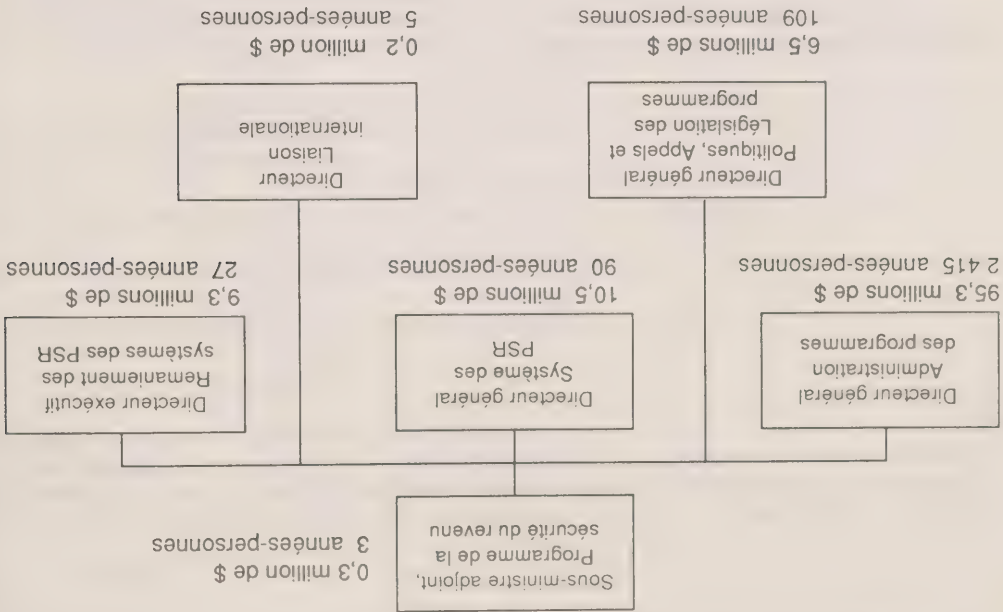 Sous-ministre adjoint,
Programme de la
sécurité du revenu
0,3 million de $
3 années-personnes
Directeur général
Administration
des programmes
95,3 millions de $
2 415 années-personnes
Directeur général
Système des
PSR
10,5 millions de $
90 années-personnes
Directeur exécutif
Remaniement des
systèmes des PSR
9,3 millions de $
27 années-personnes
Directeur général
Politiques, Appels et
Législation des
programmes
6,5 millions de $
109 années-personnes
Directeur
Liaison
internationale
0,2 million de $
5 années-personnes